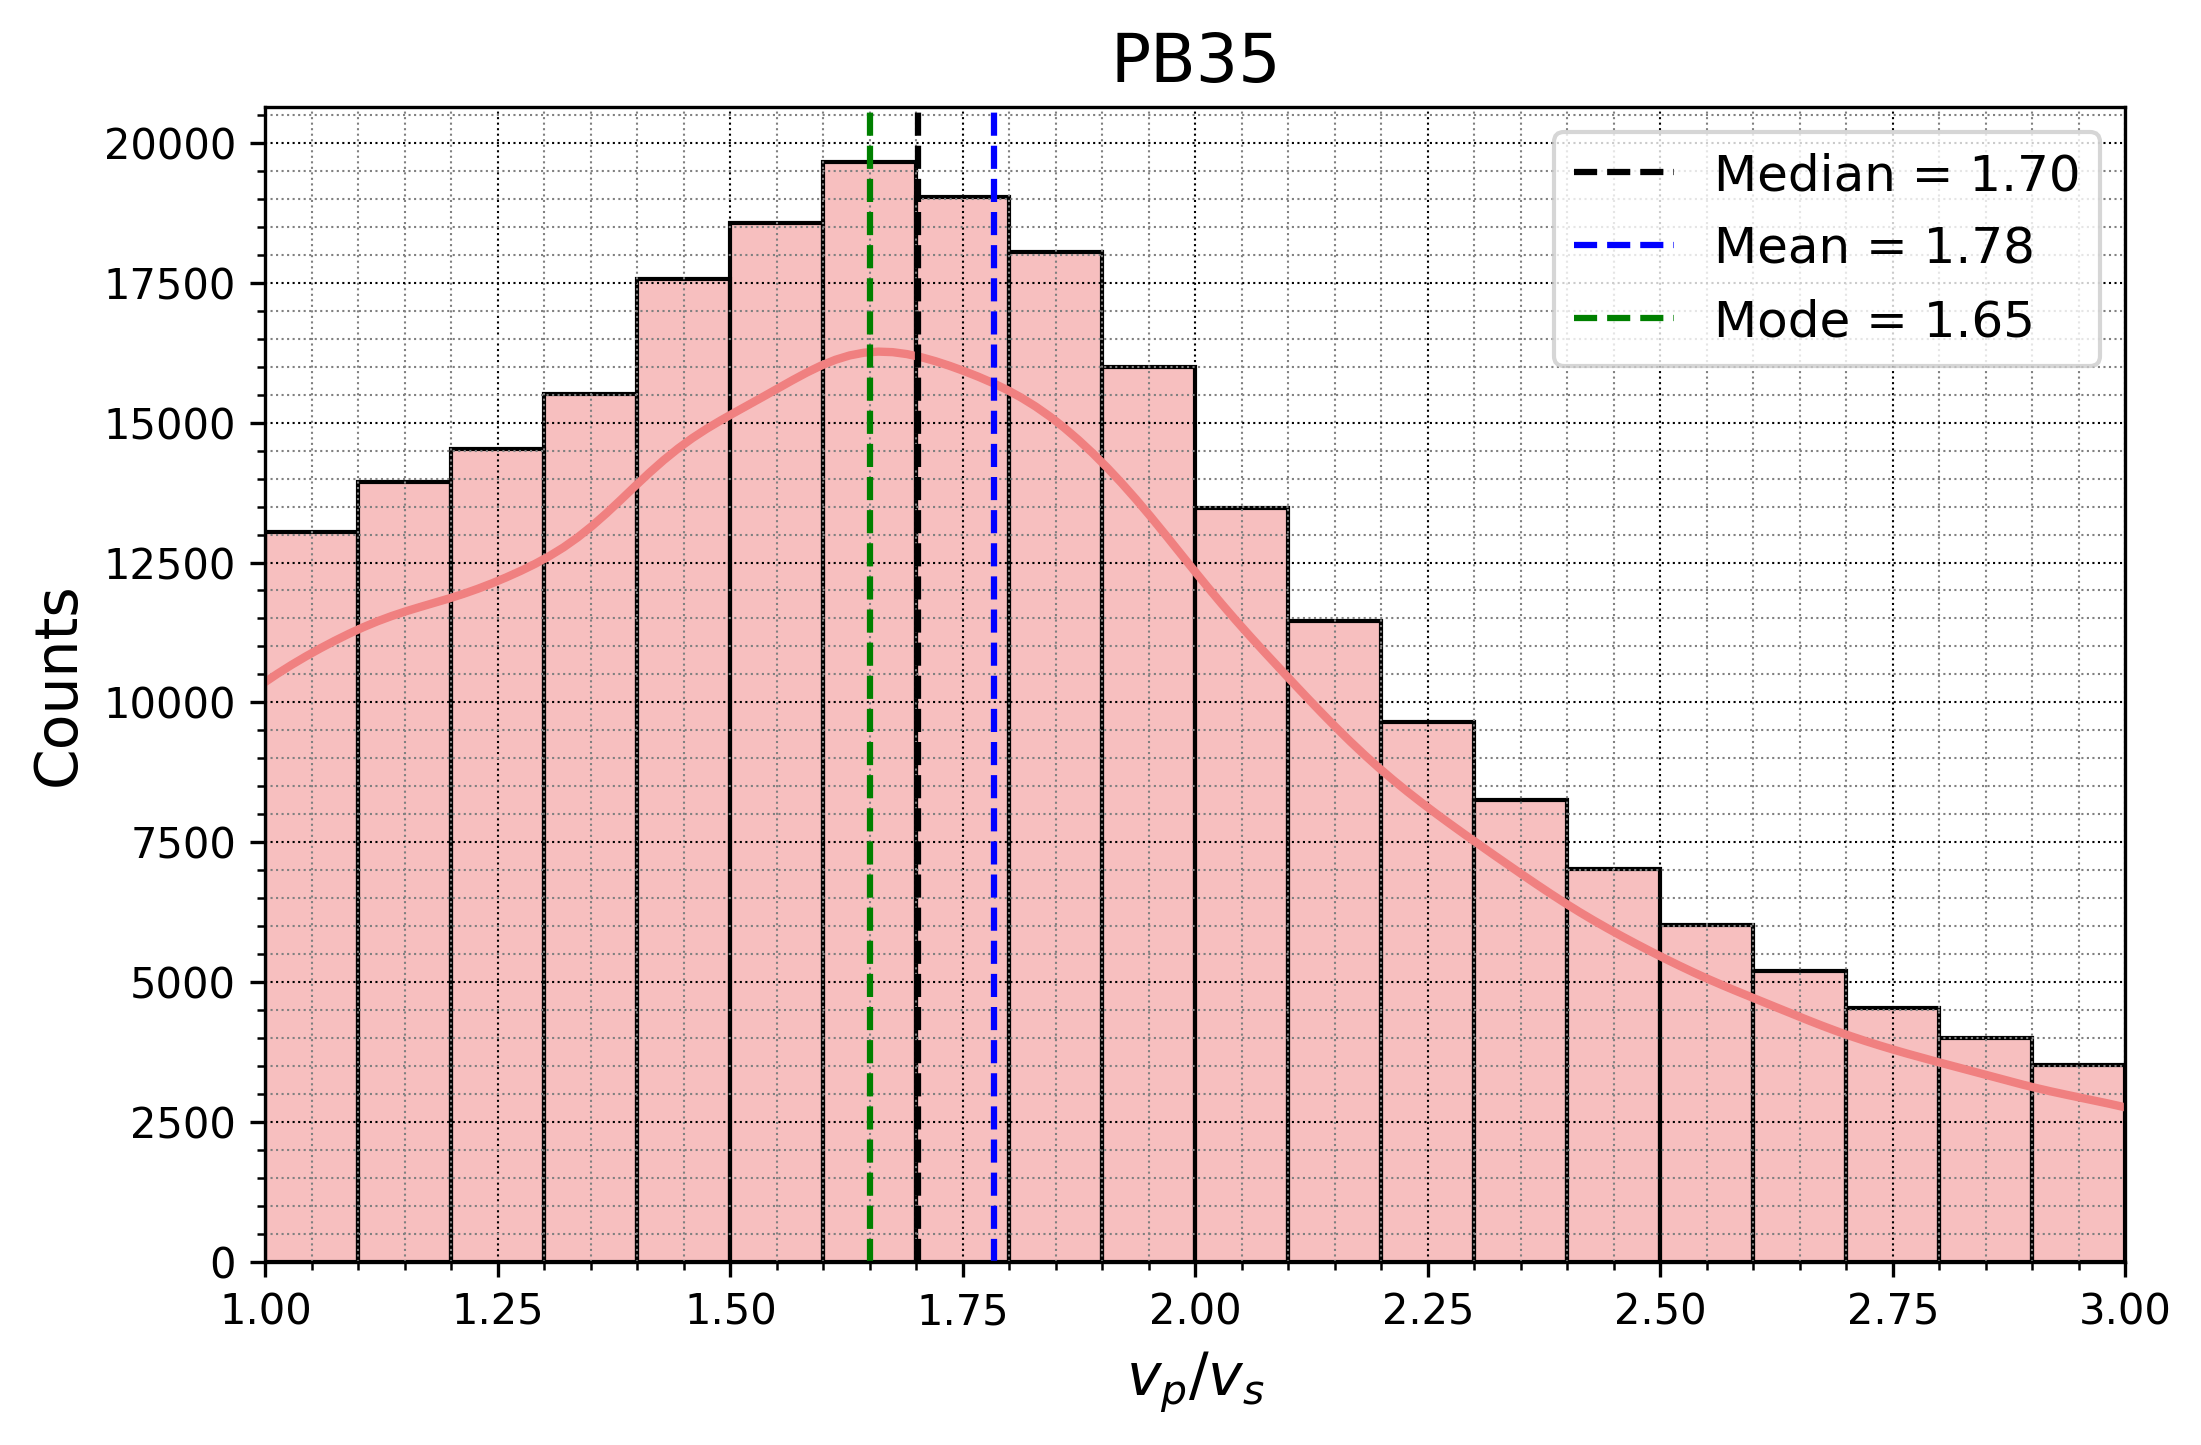 PB35
20000
17500
15000
12500
10000
7500
5000
2500
0
Counts
Median = 1.70
Mean = 1.78
Mode = 1.65
1.00 1.25 1.50 1.75 2.00 2.25 2.50 2.75 3.00
vp/vs